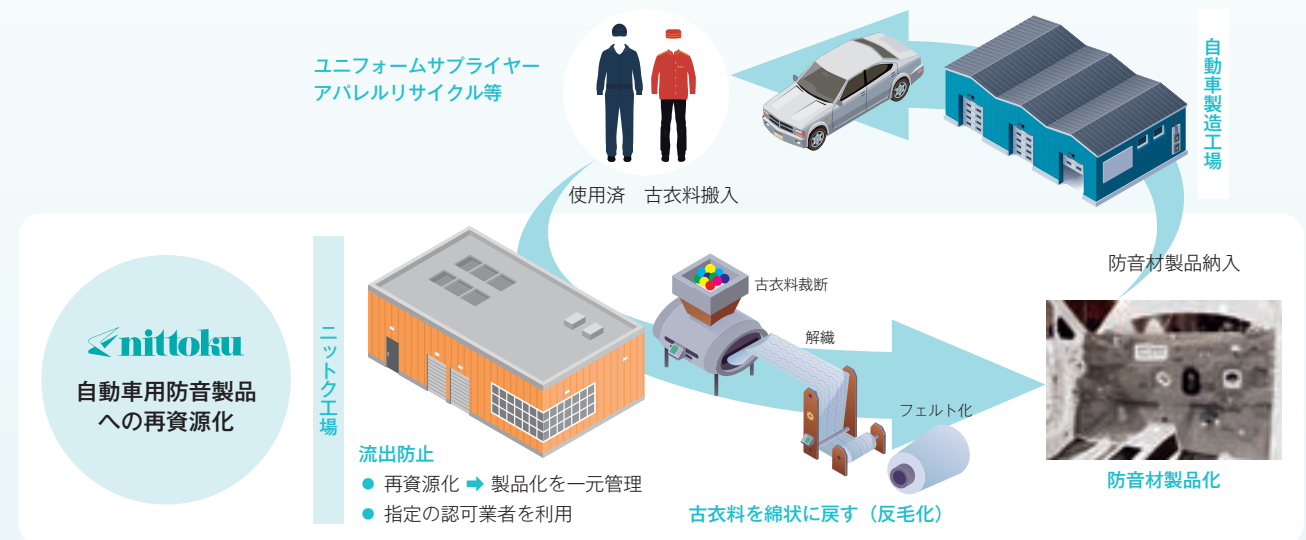 ユニフォームサプライヤー
アパレルリサイクル等
自動車製造工場
使用済　古衣料搬入
防音材製品納入
nittoku
自動車用防音製品
への再資源化
ニットク工場
古衣料裁断
解繊
フェルト化
流出防止
● 再資源化 ➡ 製品化を一元管理
● 指定の認可業者を利用
古衣料を綿状に戻す（反毛化）
防音材製品化